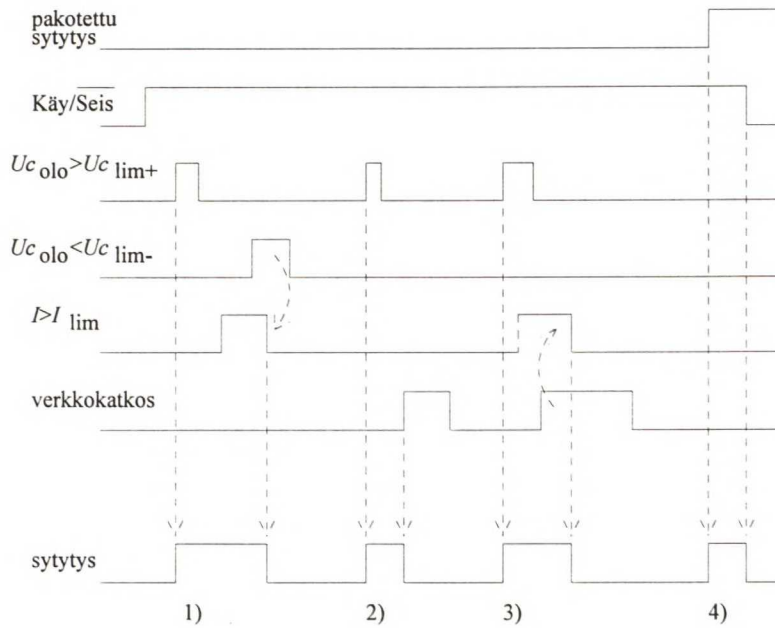 pakotettu
sytytys
Käy/Seis
Uc olo>Uc lim+
Uc olo<Uc lim-
I>I lim
verkkokatkos
sytytys
1) 2) 3) 4)